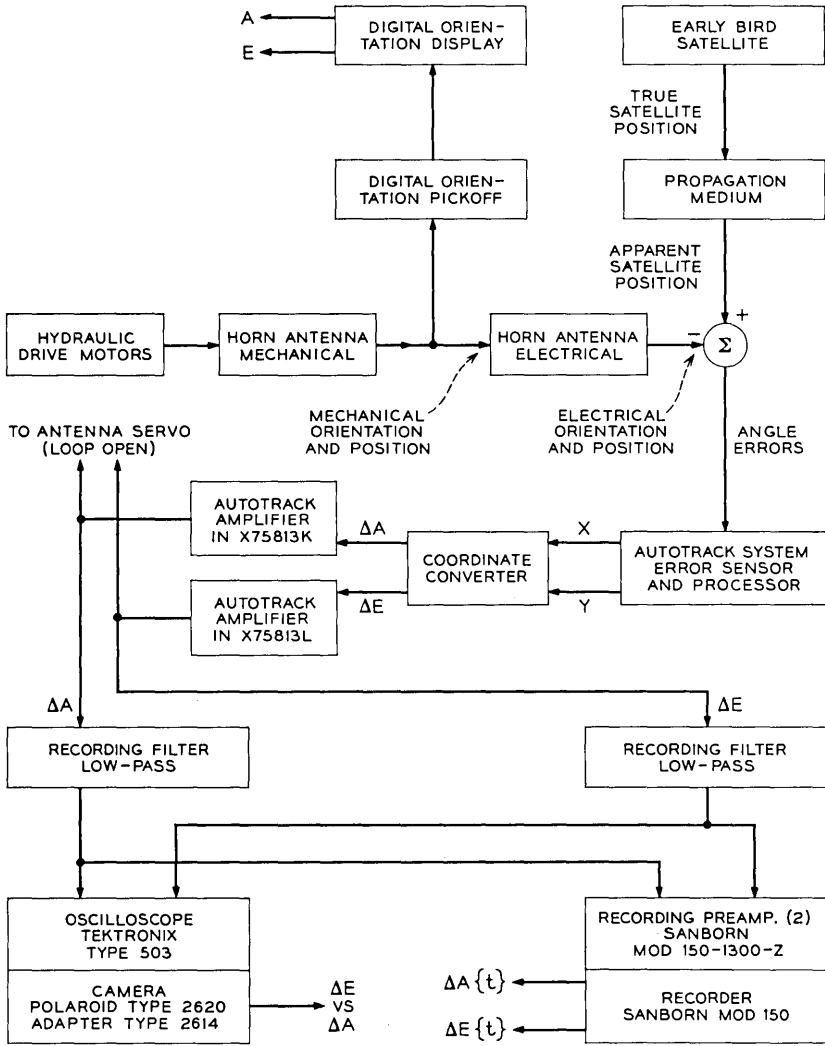 A
E
DIGITAL ORIEN-
TATION DISPLAY
EARLY BIRD
SATELLITE
TRUE
SATELLITE
POSITION
DIGITAL ORIEN-
TATION PICKOFF
PROPAGATION
MEDIUM
APPARENT
SATELLITE
POSITION
HYDRAULIC
DRIVE MOTORS
HORN ANTENNA
MECHANICAL
HORN ANTENNA
ELECTRICAL
−
+
Σ
MECHANICAL
ORIENTATION
AND POSITION
ELECTRICAL
ORIENTATION
AND POSITION
ANGLE
ERRORS
TO ANTENNA SERVO
(LOOP OPEN)
AUTOTRACK
AMPLIFIER
IN X75813K
ΔA
COORDINATE
CONVERTER
X
AUTOTRACK SYSTEM
ERROR SENSOR
AND PROCESSOR
AUTOTRACK
AMPLIFIER
IN X75813L
ΔE
Y
ΔA
ΔE
RECORDING FILTER
LOW-PASS
RECORDING FILTER
LOW-PASS
OSCILLOSCOPE
TEKTRONIX
TYPE 503
RECORDING PREAMP. (2)
SANBORN
MOD 150-1300-Z
CAMERA
POLAROID TYPE 2620
ADAPTER TYPE 2614
ΔE
VS
ΔA
ΔA{t}
ΔE{t}
RECORDER
SANBORN MOD 150